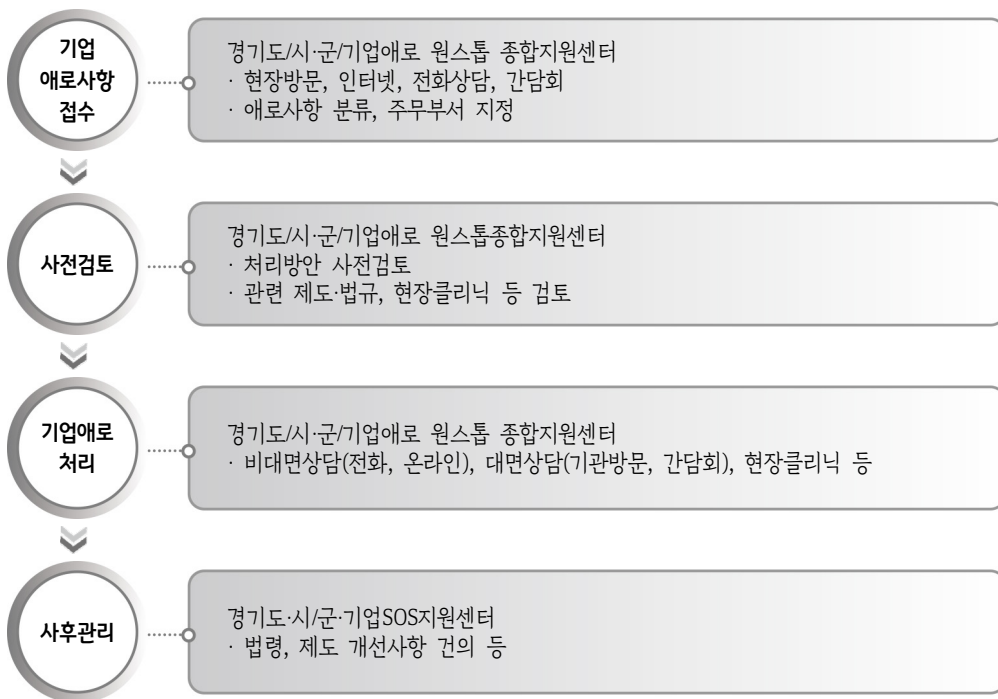 기업
애로사항
접수
경기도/시·군/기업애로 원스톱 종합지원센터
· 현장방문, 인터넷, 전화상담, 간담회
· 애로사항 분류, 주무부서 지정
사전검토
경기도/시·군/기업애로 원스톱종합지원센터
· 처리방안 사전검토
· 관련 제도·법규, 현장클리닉 등 검토
기업애로
처리
경기도/시·군/기업애로 원스톱 종합지원센터
· 비대면상담(전화, 온라인), 대면상담(기관방문, 간담회), 현장클리닉 등
사후관리
경기도·시/군·기업SOS지원센터
· 법령, 제도 개선사항 건의 등